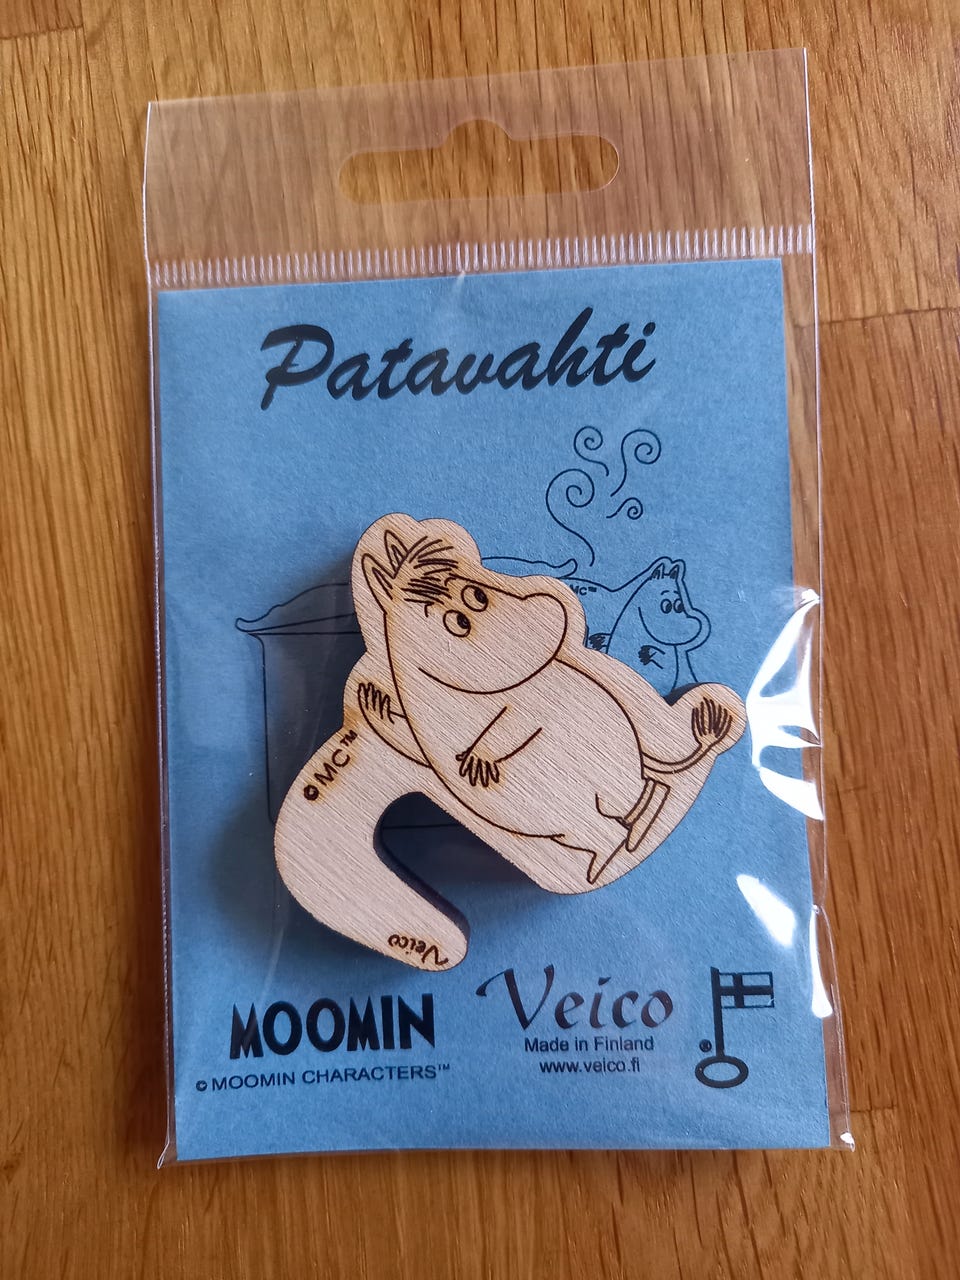 Patavahti
MC™
©MC™
Veico
MOOMIN
© MOOMIN CHARACTERS™
Veico
Made in Finland
www.veico.fi
®